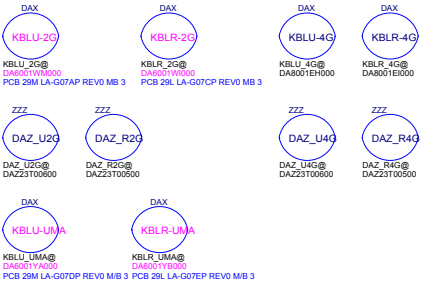 DAX DAX DAX DAX
KBLU-2G KBLR-2G KBLU-4G KBLR-4G
KBLU_2G@ KBLR_2G@ KBLU_4G@ KBLR_4G@
DA6001WM000 DA6001WI000 DA8001EH000 DA8001EI000
PCB 29M LA-G07AP REV0 MB 3 PCB 29L LA-G07CP REV0 MB 3
ZZZ ZZZ ZZZ ZZZ
DAZ_U2G DAZ_R2G DAZ_U4G DAZ_R4G
DAZ_U2G@ DAZ_R2G@ DAZ_U4G@ DAZ_R4G@
DAZ23T00600 DAZ23T00500 DAZ23T00600 DAZ23T00500
DAX DAX
KBLU-UMA KBLR-UMA
KBLU_UMA@ KBLR_UMA@
DA6001YA000 DA6001YB000
PCB 29M LA-G07DP REV0 M/B 3 PCB 29L LA-G07EP REV0 M/B 3